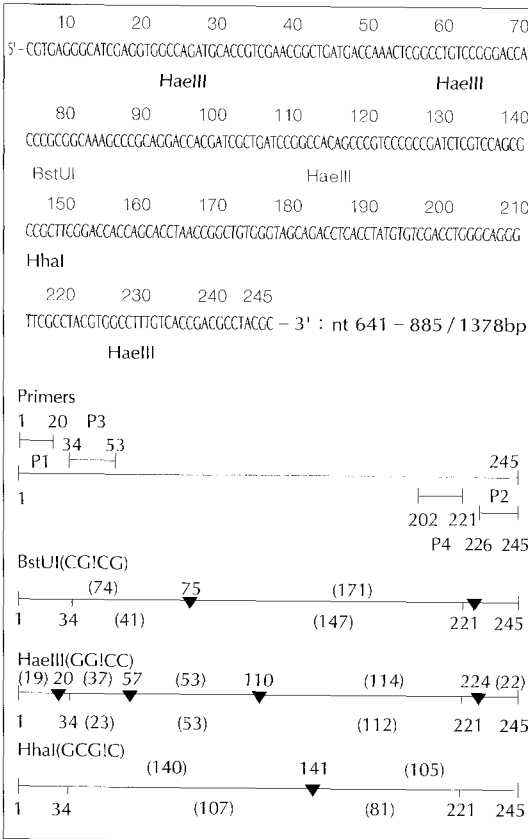 10 20 30 40 50 60 70
5'-CGTGAGGGCATCGAGGTGGCCAGATGCACCGTCGAACGGCTGATGACCAAACTCGGCCTGTCCGGGACCA
HaeIII HaeIII
80 90 100 110 120 130 140
CCCGCGGCAAAGCCCGCAGGACCACGATCGCTGATCCGGCCACAGCCCGTCCCGCCGATCTCGTCCAGCG
BstUI HaeIII
150 160 170 180 190 200 210
CCGCTTCGGACCACCAGCACCTAACCGGCTGTGGGTAGCAGACCTCACCTATGTGTCGACCTGGGCAGGG
HhaI
220 230 240 245
TTCGCCTACGTGGCCTTTGTCACCGACGCCTACGC – 3' : nt 641 – 885 / 1378bp
HaeIII
Primers
1 20 P3
34 53
P1 245
1 P2
202 221
P4 226 245
BstUI(CG!CG)
(74) 75 (171)
1 34 (41) (147) 221 245
HaeIII(GG!CC)
(19) 20 (37) 57 (53) 110 (114) 224 (22)
1 34 (23) (53) (112) 221 245
HhaI(GCG!C)
(140) 141 (105)
1 34 (107) (81) 221 245